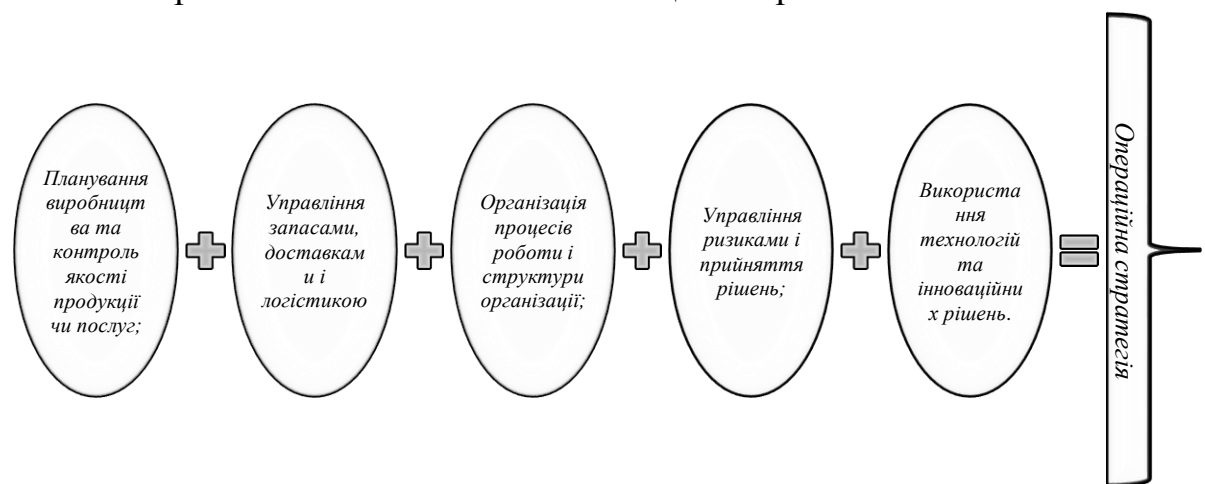 Планування
виробницт
ва та
контроль
якості
продукції
чи послуг;
Управління
запасами,
доставкам
и і
логістикою
Організація
процесів
роботи і
структури
організації;
Управління
ризиками і
прийняття
рішень;
Використа
ння
технологій
та
інноваційни
х рішень.
Операційна стратегія